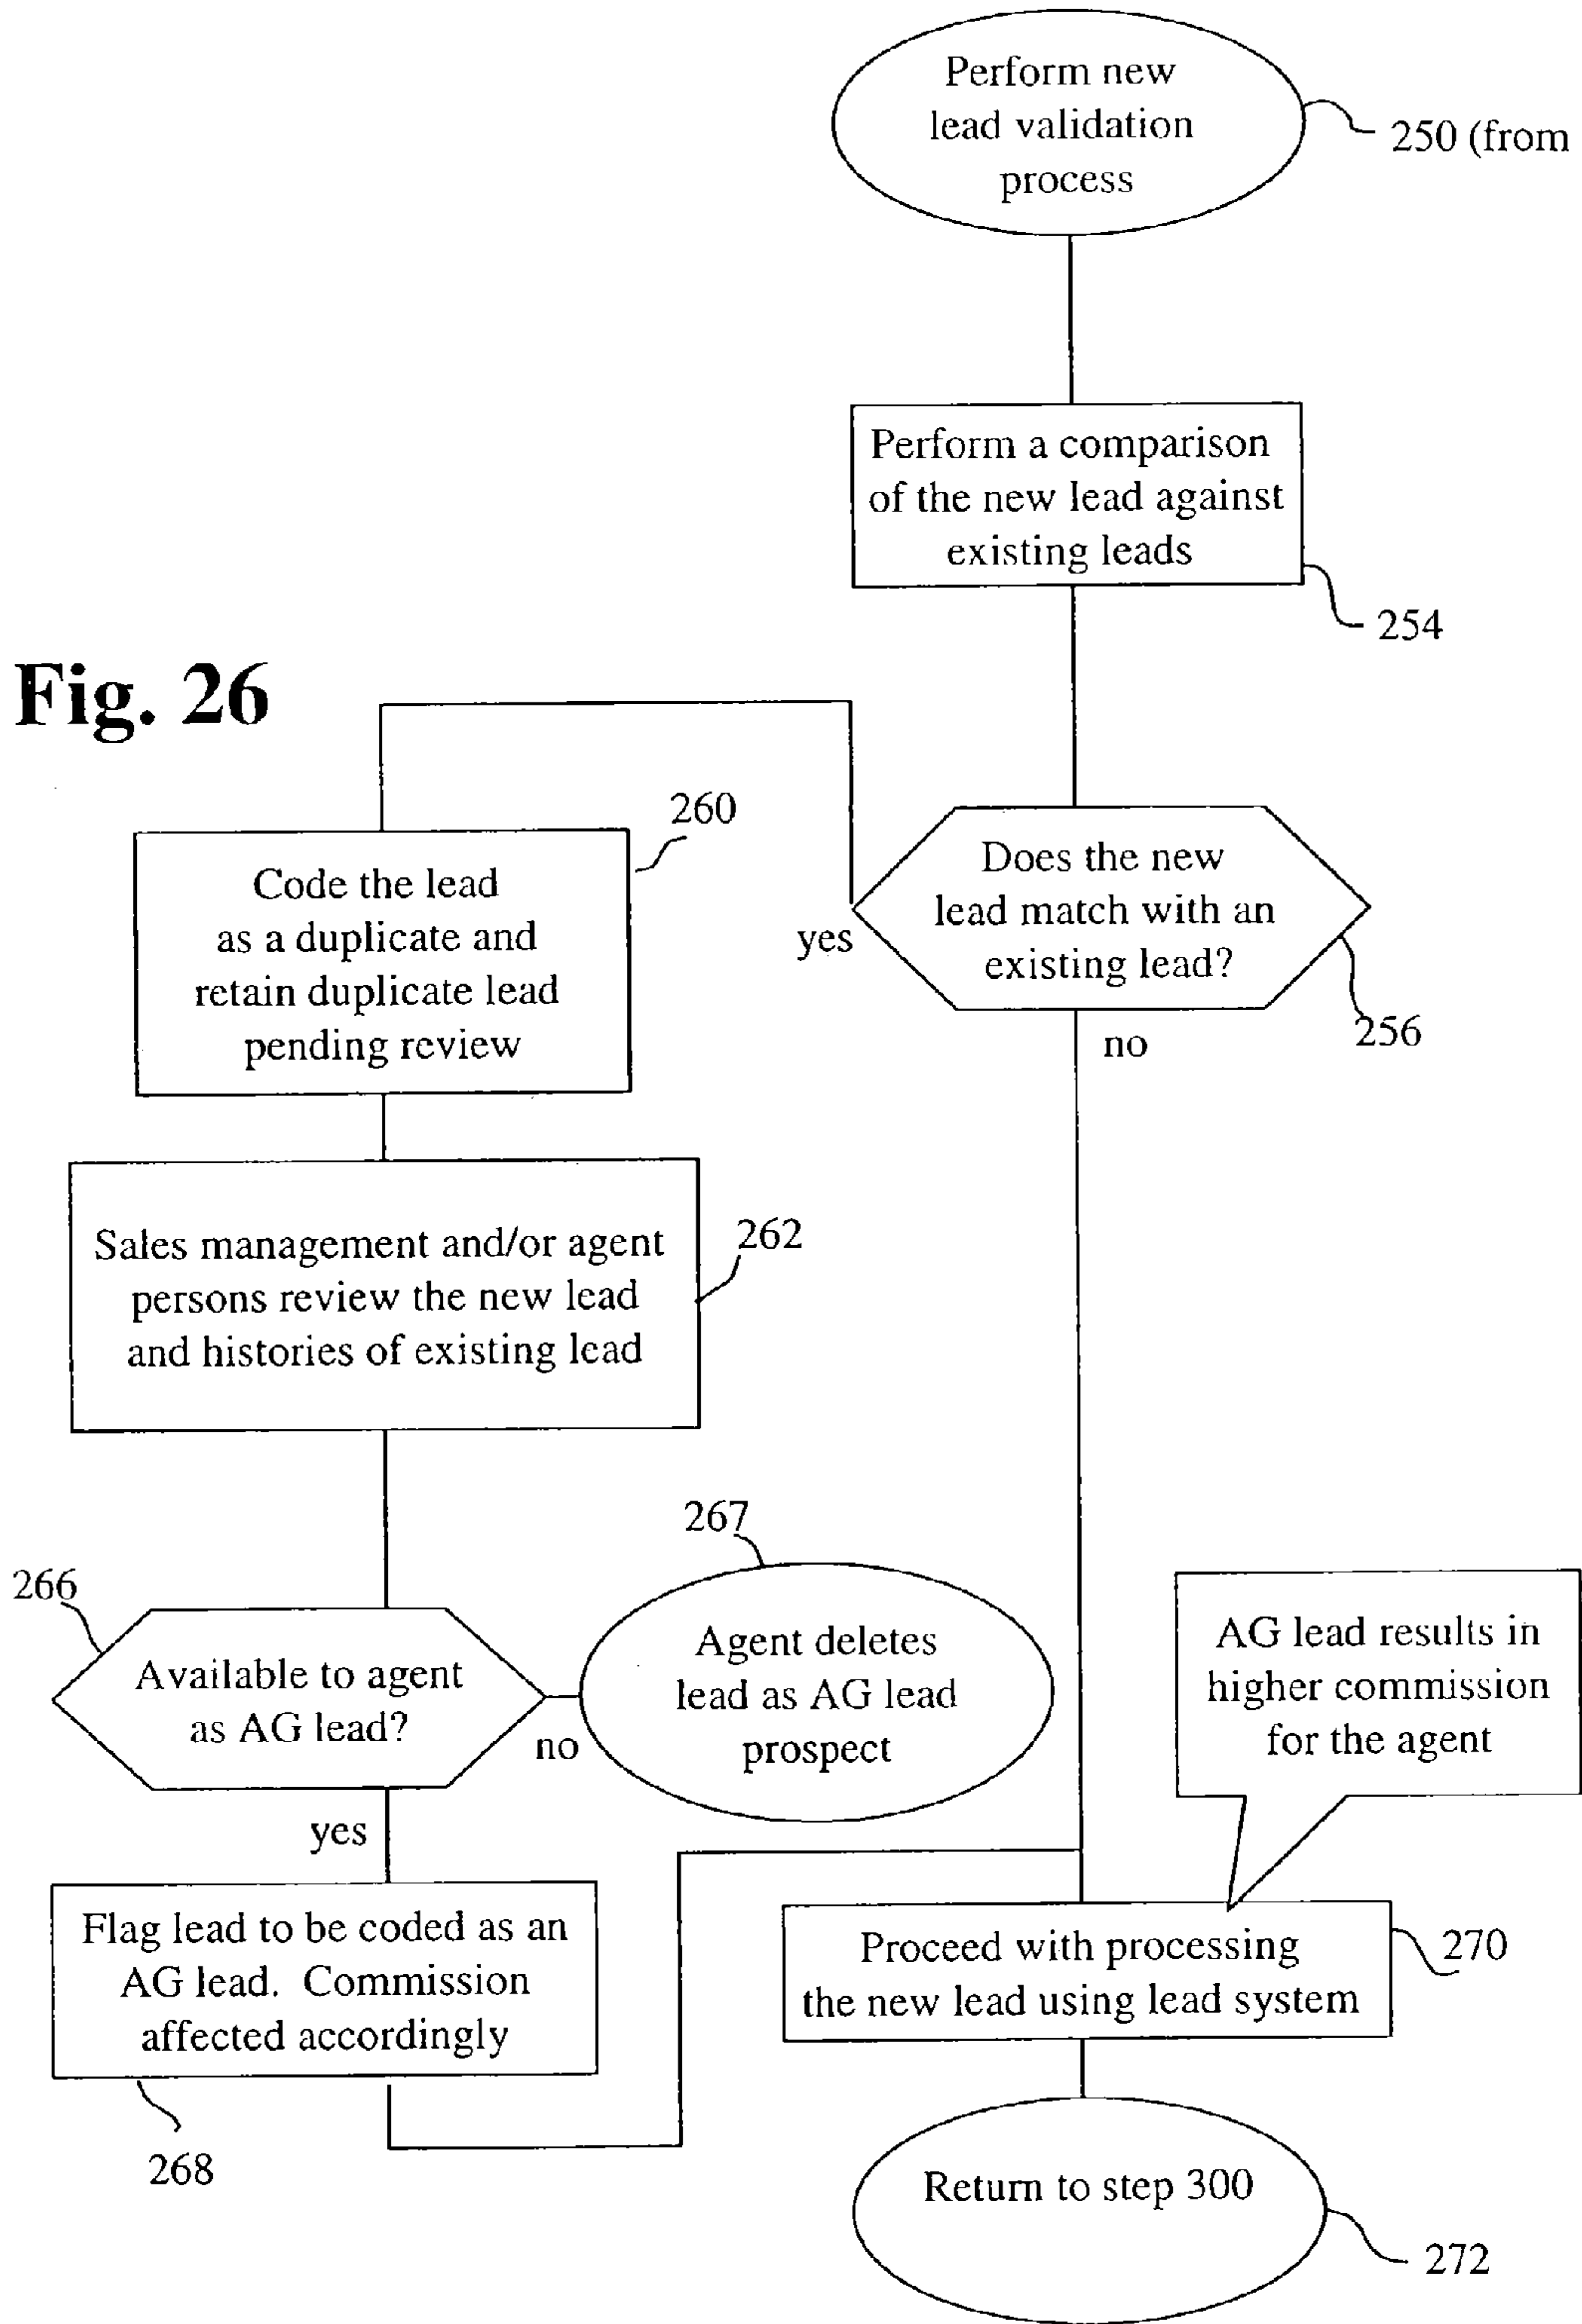 Perform new
lead validation
process
250 (from
Perform a comparison
of the new lead against
existing leads
254
Fig. 26
260
Code the lead
as a duplicate and
retain duplicate lead
pending review
Does the new
lead match with an
existing lead?
yes
256
no
Sales management and/or agent
persons review the new lead
and histories of existing lead
262
267
266
Available to agent
as AG lead?
no
Agent deletes
lead as AG lead
prospect
AG lead results in
higher commission
for the agent
yes
Flag lead to be coded as an
AG lead. Commission
affected accordingly
268
Proceed with processing
the new lead using lead system
270
Return to step 300
272